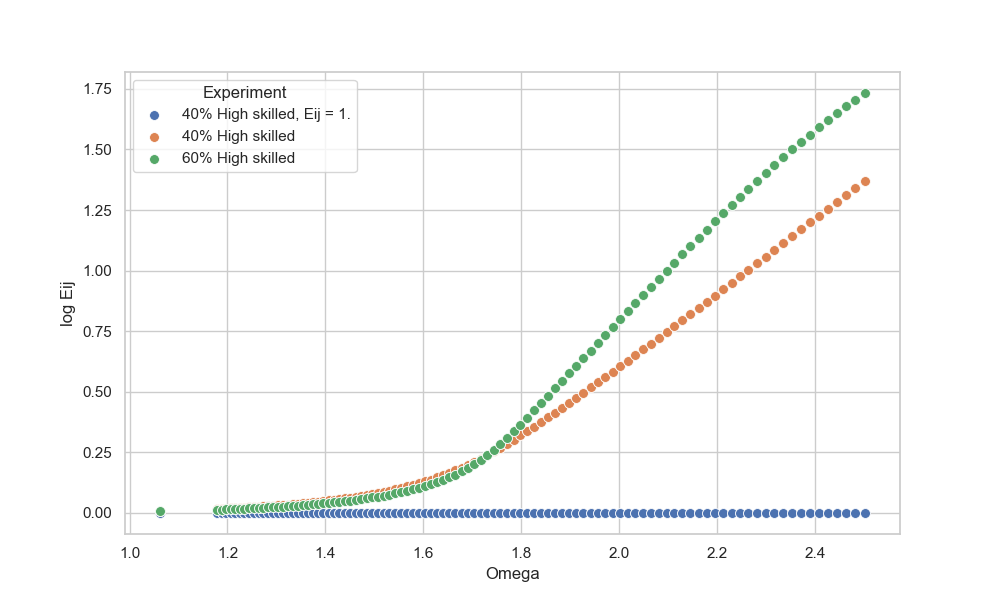 Experiment
40% High skilled, Eij = 1.
40% High skilled
60% High skilled
1.75
1.50
1.25
1.00
0.75
0.50
0.25
0.00
log Eij
1.0 1.2 1.4 1.6 1.8 2.0 2.2 2.4
Omega